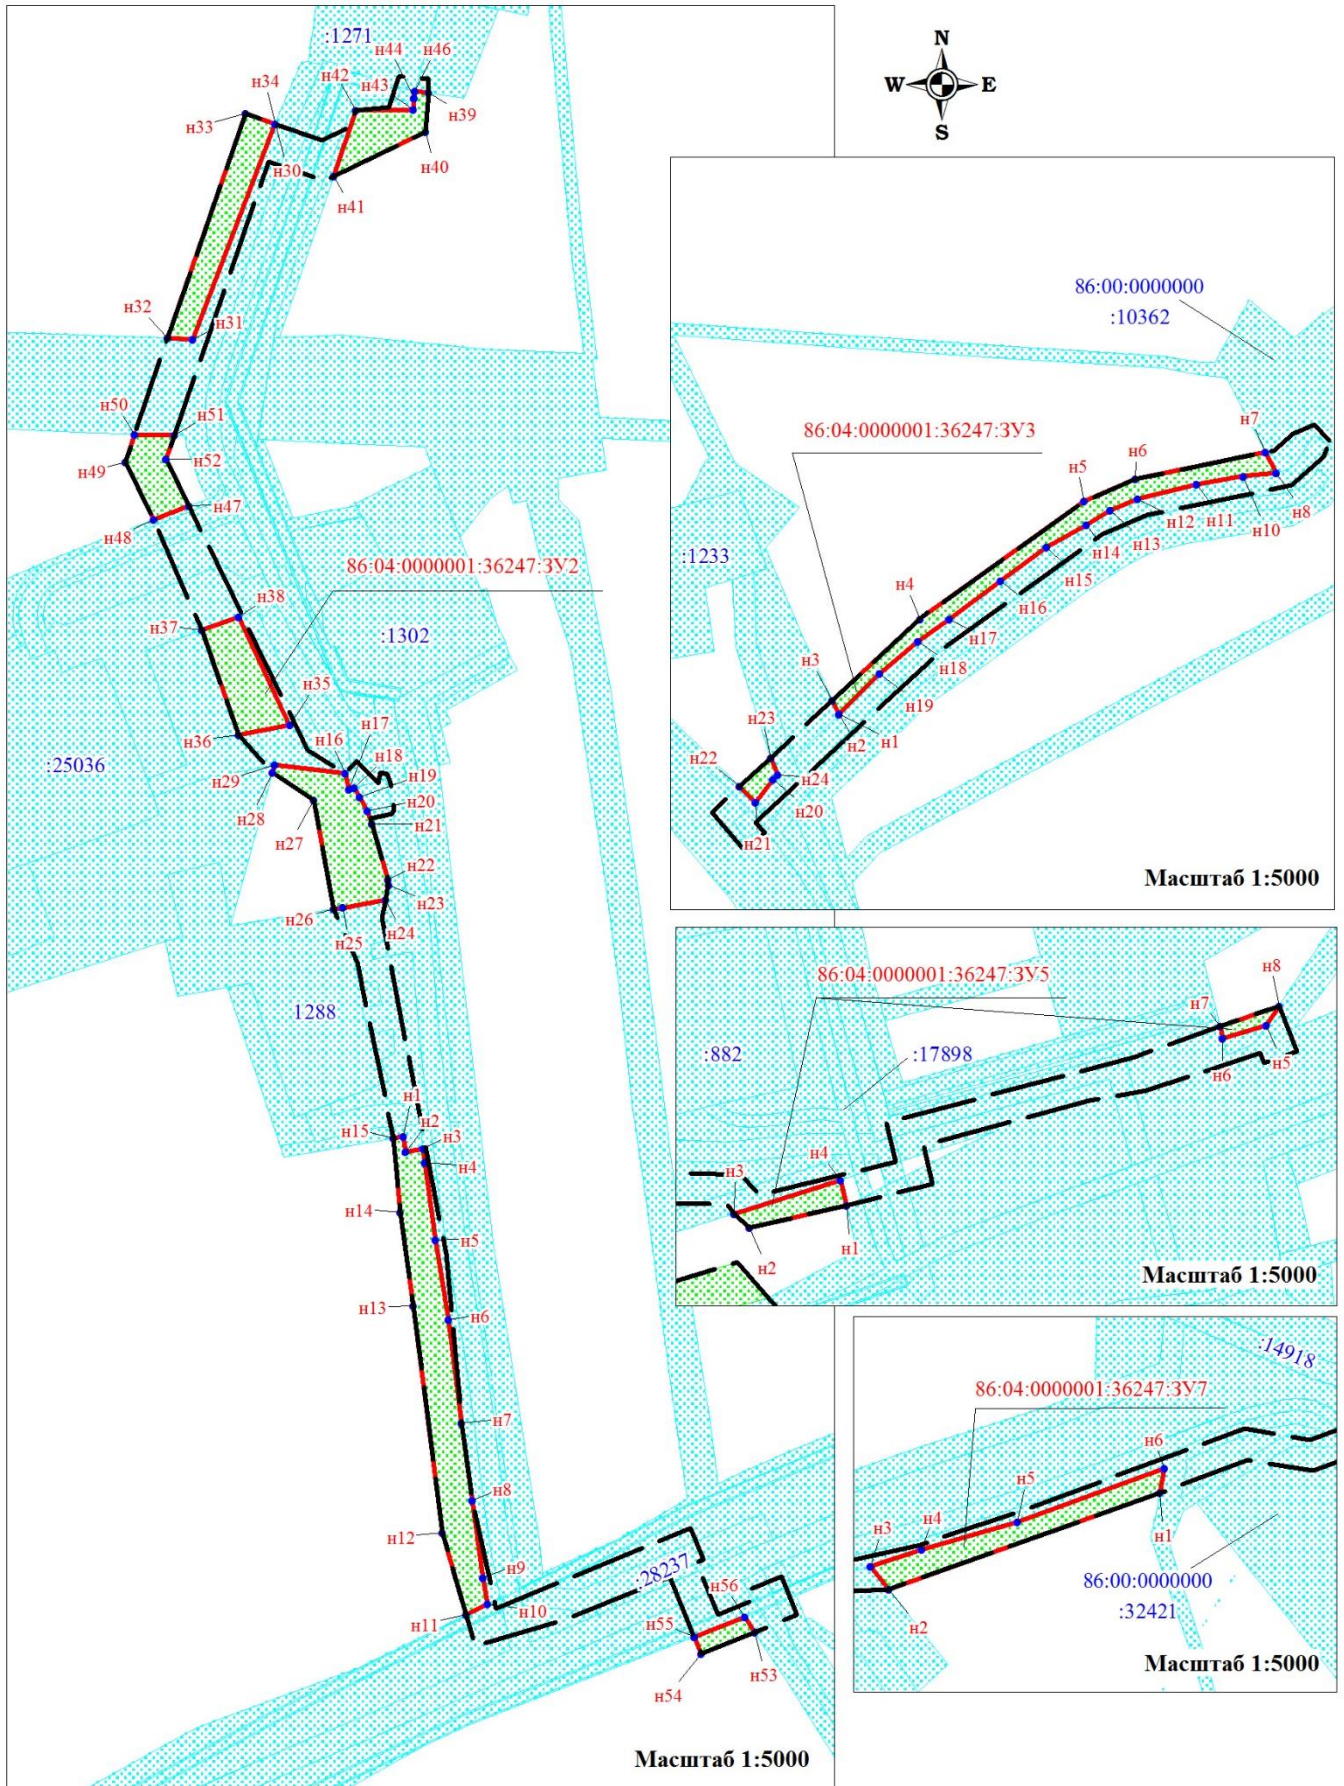 :1271
н44
н46
н34
н42
н43
н33
н39
н30
н40
н41
н32
н31
н50
н51
н49
н52
н47
н48
86:04:0000001:36247:ЗУ2
н38
н37
:1302
н35
н36
н17
н16
н18
:25036
н29
н19
н28
н20
н27
н21
н22
н23
н26
н24
н25
1288
н1
н2
н15
н3
н4
н14
н5
н13
н6
н7
н8
н12
н9
:28237
н10
н56
н11
н55
н53
н54
Масштаб 1:5000
N
W
E
S
86:00:0000000
:10362
86:04:0000001:36247:ЗУ3
н7
н6
н5
н8
н12
н11
н10
:1233
н13
н14
н15
н4
н16
н17
н3
н18
н19
н23
н2
н1
н22
н24
н20
н21
Масштаб 1:5000
86:04:0000001:36247:ЗУ5
н8
н7
:882
:17898
н6
н5
н4
н3
н1
н2
Масштаб 1:5000
:14918
86:04:0000001:36247:ЗУ7
н6
н5
н4
н3
н1
86:00:0000000
:32421
н2
Масштаб 1:5000